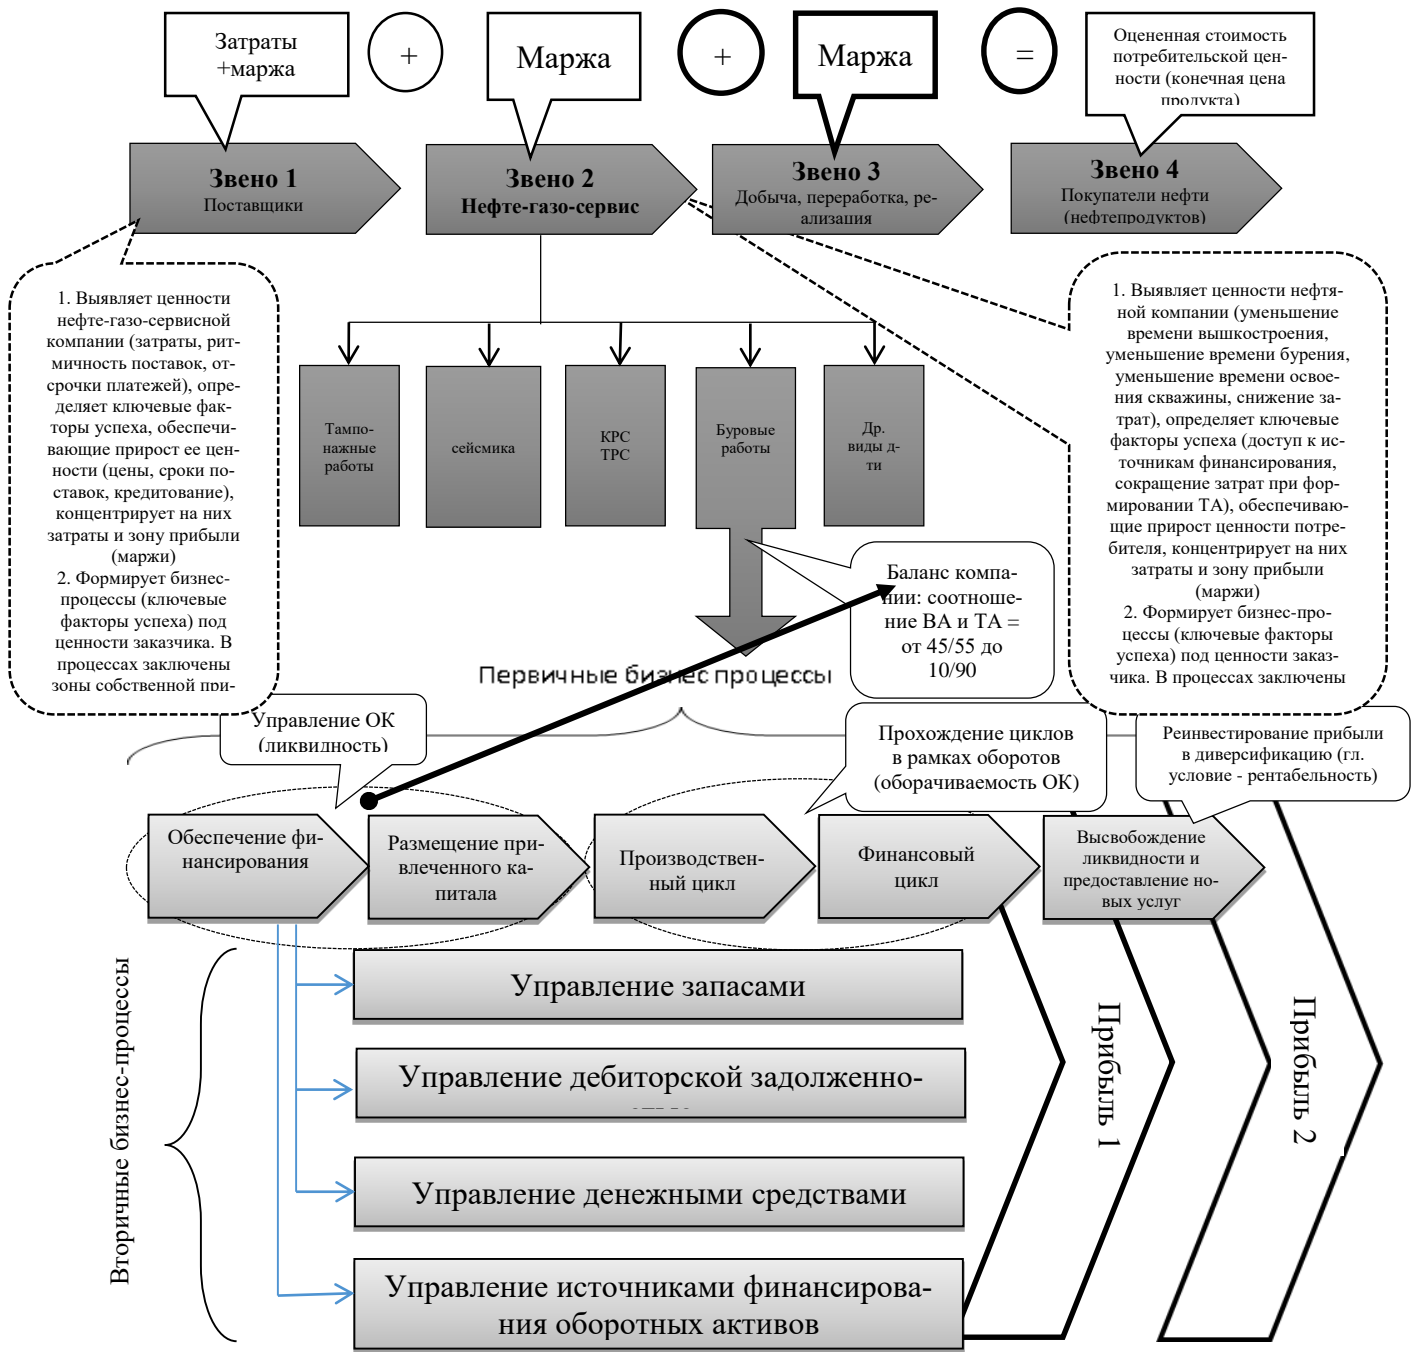 Затраты
+маржа
+
Маржа
+
Маржа
=
Оцененная стоимость
потребительской цен-
ности (конечная цена
продукта)
Звено 1
Поставщики
Звено 2
Нефте-газо-сервис
Звено 3
Добыча, переработка, ре-
ализация
Звено 4
Покупатели нефти
(нефтепродуктов)
1. Выявляет ценности
нефте-газо-сервисной
компании (затраты, рит-
мичность поставок, от-
срочки платежей), опре-
деляет ключевые фак-
торы успеха, обеспечи-
вающие прирост ее цен-
ности (цены, сроки по-
ставок, кредитование),
концентрирует на них
затраты и зону прибыли
(маржи)
2. Формирует бизнес-
процессы (ключевые
факторы успеха) под
ценности заказчика. В
процессах заключены
зоны собственной при-
1. Выявляет ценности нефтя-
ной компании (уменьшение
времени вышкостроения,
уменьшение времени бурения,
уменьшение времени освое-
ния скважины, снижение за-
трат), определяет ключевые
факторы успеха (доступ к ис-
точникам финансирования,
сокращение затрат при фор-
мировании ТА), обеспечиваю-
щие прирост ценности потре-
бителя, концентрирует на них
затраты и зону прибыли
(маржи)
2. Формирует бизнес-про-
цессы (ключевые факторы
успеха) под ценности заказ-
чика. В процессах заключены
Тампо-
нажные
работы
сейсмика
КРС
ТРС
Буровые
работы
Др.
виды д-
ти
Баланс компа-
нии: соотноше-
ние ВА и ТА =
от 45/55 до
10/90
Первичные бизнес процессы
Управление ОК
(ликвидность)
Прохождение циклов
в рамках оборотов
(оборачиваемость ОК)
Реинвестирование прибыли
в диверсификацию (гл.
условие - рентабельность)
Обеспечение фи-
нансирования
Размещение при-
влеченного ка-
питала
Производствен-
ный цикл
Финансовый
цикл
Высвобождение
ликвидности и
предоставление но-
вых услуг
Вторичные бизнес-процессы
Управление запасами
Управление дебиторской задолженно-
Управление денежными средствами
Управление источниками финансирова-
ния оборотных активов
Прибыль 1
Прибыль 2